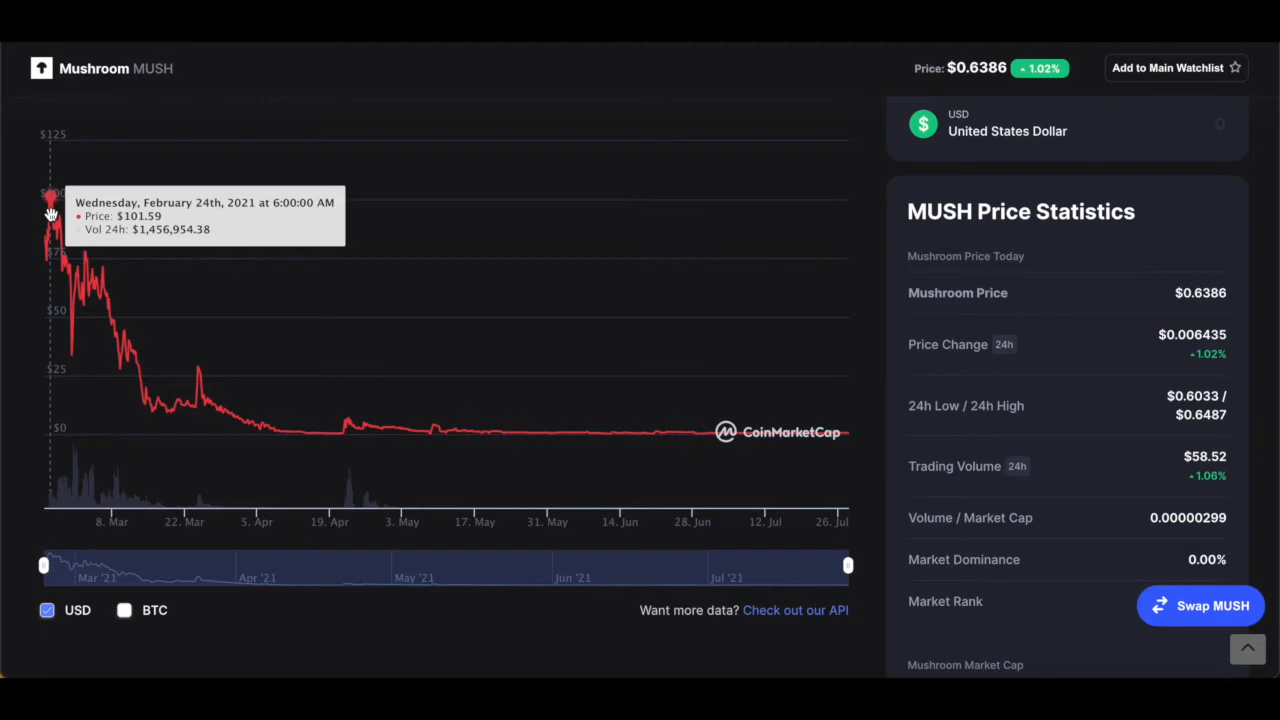 Mushroom MUSH
Price: $0.6386 1.02%
Add to Main Watchlist
USD
United States Dollar
0
$125
$75
$50
$25
$0
Wednesday, February 24th, 2021 at 6:00:00 AM
Price: $101.59
Vol 24h: $1,456,954.38
CoinMarketCap
8. Mar 22. Mar 5. Apr 19. Apr 3. May 17. May 31. May 14. Jun 28. Jun 12. Jul 26. Jul
Mar '21 Apr '21 May '21 Jun '21 Jul '21
USD BTC
Want more data? Check out our API
MUSH Price Statistics
Mushroom Price Today
Mushroom Price $0.6386
Price Change 24h $0.006435
1.02%
24h Low / 24h High $0.6033 /
$0.6487
Trading Volume 24h $58.52
1.06%
Volume / Market Cap 0.00000299
Market Dominance 0.00%
Market Rank
Swap MUSH
Mushroom Market Cap